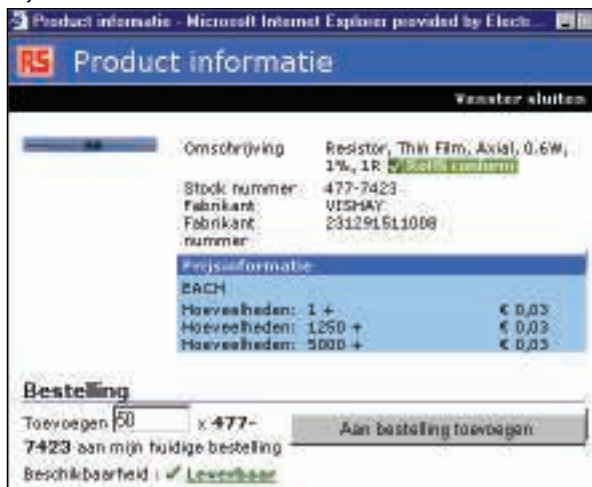 Product informatie - Microsoft Internet Explorer provided by Electr...
RS Product informatie
Venster sluiten
Omschrijving Resistor, Thin Film, Axial, 0.6W,
1%, 1R ✓ RoHS conform
Stock nummer 477-7423
Fabrikant VISHAY
Fabrikant 231291511008
nummer
Prijsinformatie
EACH
Hoeveelheden: 1 + € 0,03
Hoeveelheden: 1250 + € 0,03
Hoeveelheden: 5000 + € 0,03
Bestelling
Toevoegen 50 x 477-
7423 aan mijn huidige bestelling
Aan bestelling toevoegen
Beschikbaarheid : ✓ Leverbaar